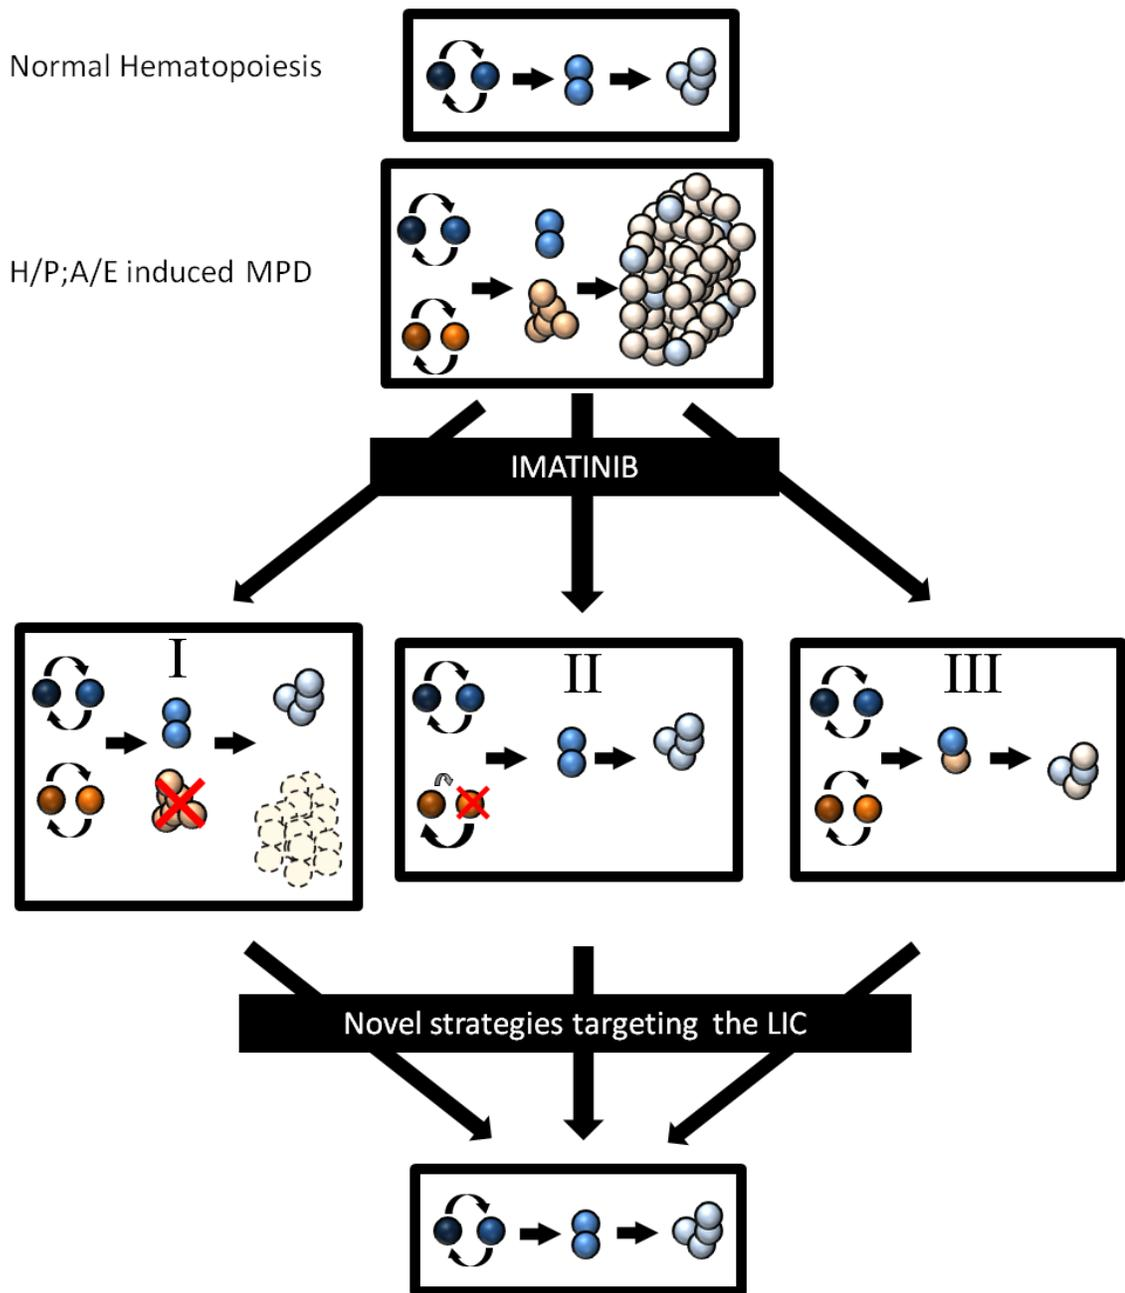 Normal Hematopoiesis
H/P;A/E induced MPD
IMATINIB
I
II
III
Novel strategies targeting the LIC